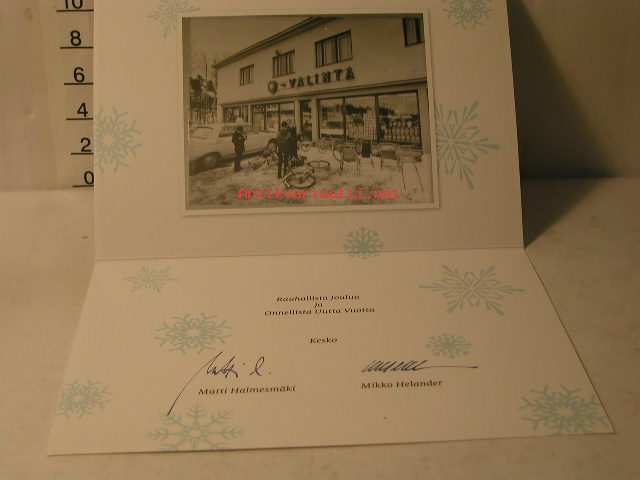 10
8
6
4
2
0
-VALINTA
Rauhallista Joulua
ja
Onnellista Uutta Vuotta
Kesko
Matti Halmesmäki
Mikko Helander